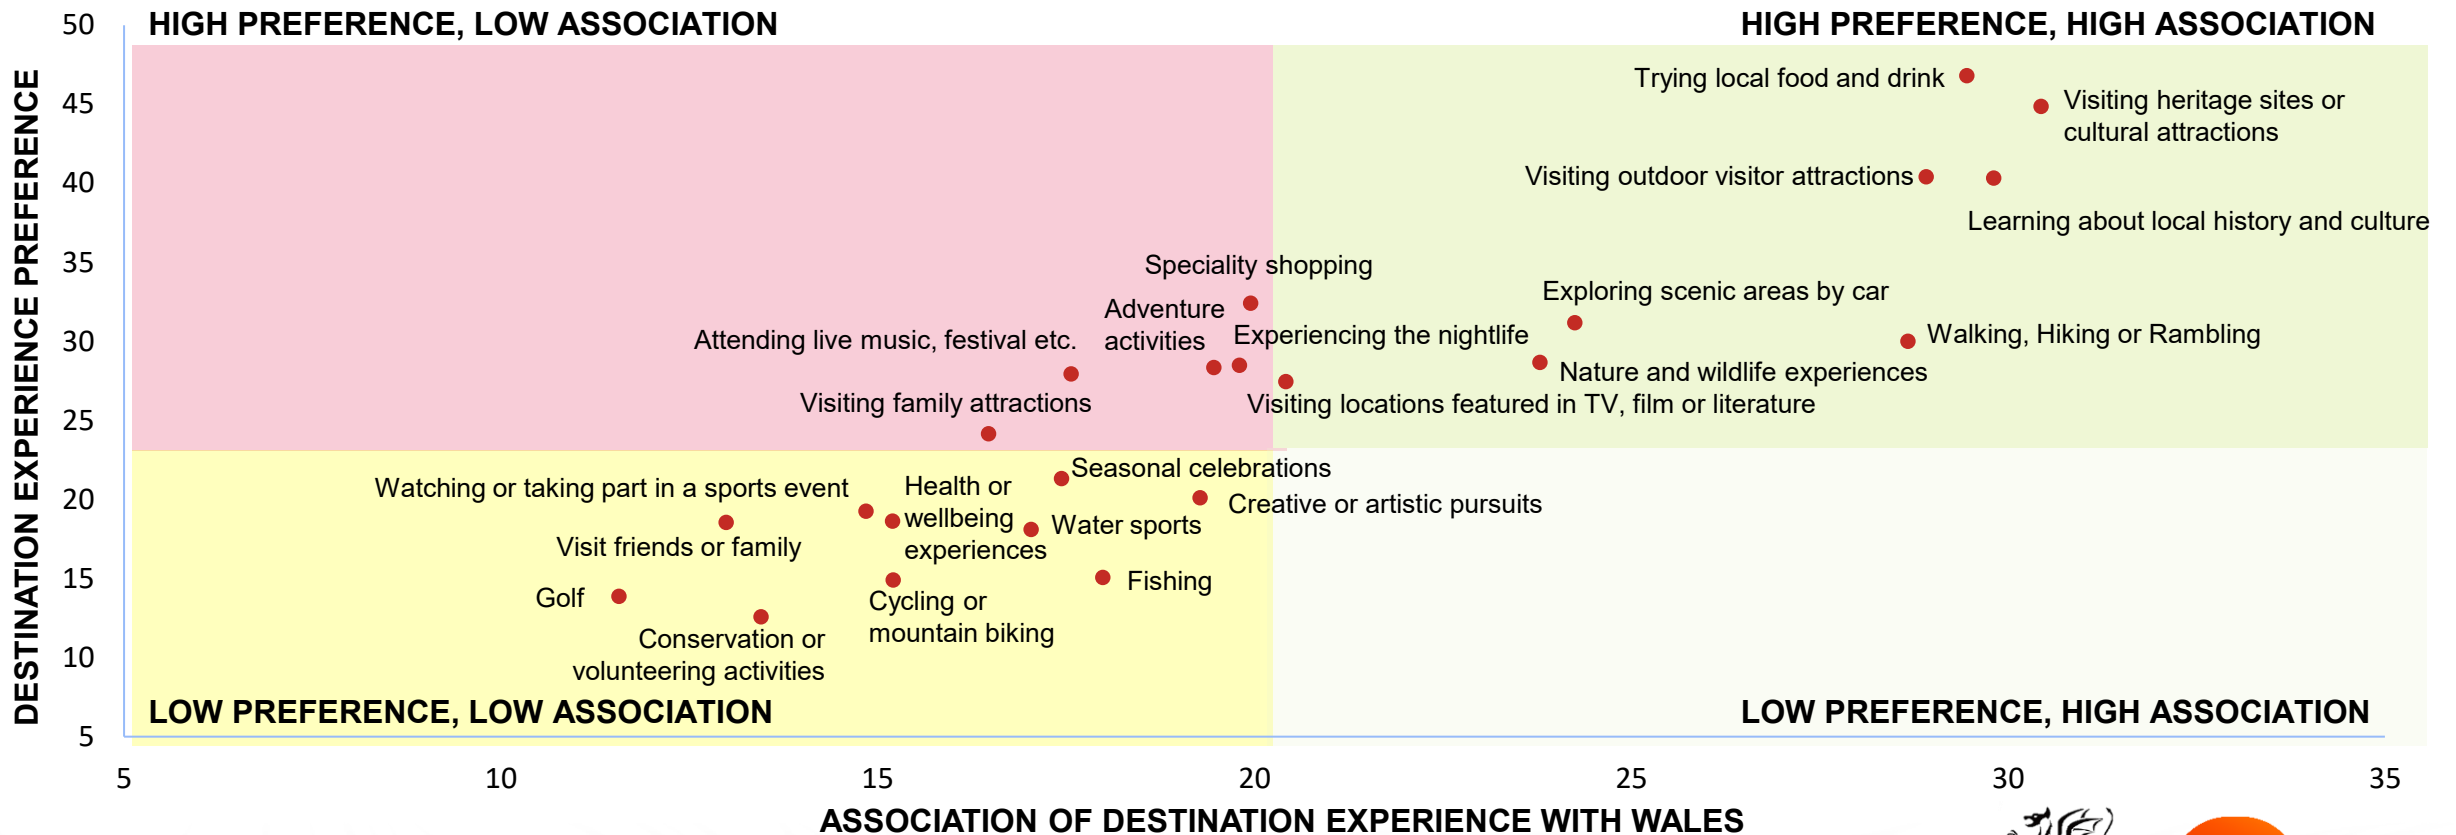 50
HIGH PREFERENCE, LOW ASSOCIATION
HIGH PREFERENCE, HIGH ASSOCIATION
DESTINATION EXPERIENCE PREFERENCE
45
40
35
30
25
20
15
10
5
Trying local food and drink
Visiting heritage sites or
cultural attractions
Visiting outdoor visitor attractions
Learning about local history and culture
Speciality shopping
Exploring scenic areas by car
Adventure
activities
Experiencing the nightlife
Walking, Hiking or Rambling
Attending live music, festival etc.
Nature and wildlife experiences
Visiting family attractions
Visiting locations featured in TV, film or literature
Seasonal celebrations
Watching or taking part in a sports event
Health or
wellbeing
experiences
Creative or artistic pursuits
Water sports
Visit friends or family
Fishing
Golf
Cycling or
mountain biking
Conservation or
volunteering activities
LOW PREFERENCE, LOW ASSOCIATION
LOW PREFERENCE, HIGH ASSOCIATION
5
10
15
20
25
30
35
ASSOCIATION OF DESTINATION EXPERIENCE WITH WALES